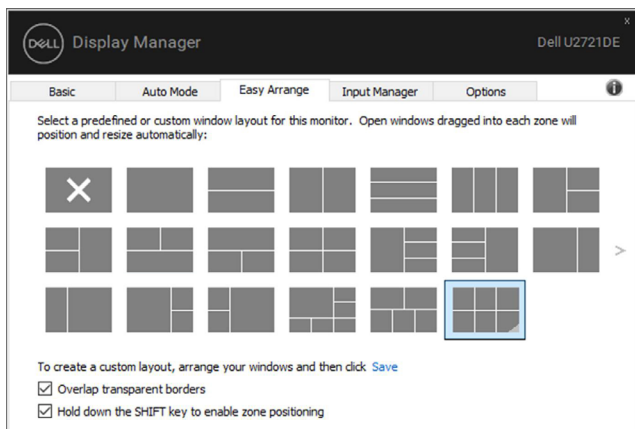 x
DELL Display Manager Dell U2721DE
Basic Auto Mode Easy Arrange Input Manager Options i
Select a predefined or custom window layout for this monitor. Open windows dragged into each zone will
position and resize automatically:
>
To create a custom layout, arrange your windows and then click Save
Overlap transparent borders
Hold down the SHIFT key to enable zone positioning